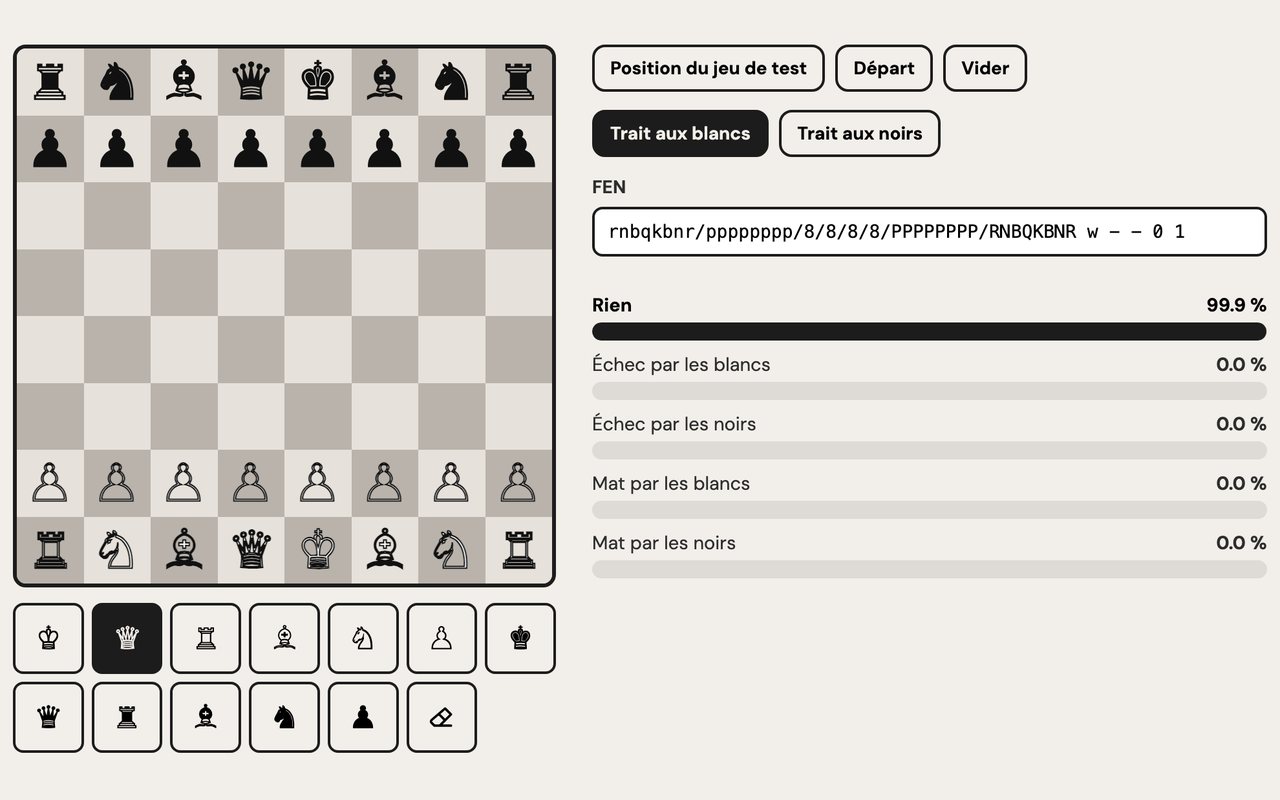 Position du jeu de test Départ Vider
Trait aux blancs Trait aux noirs
FEN
rnbqkbnr/pppppppp/8/8/8/8/PPPPPPPP/RNBQKBNR w - - 0 1
Rien 99.9 %
Échec par les blancs 0.0 %
Échec par les noirs 0.0 %
Mat par les blancs 0.0 %
Mat par les noirs 0.0 %